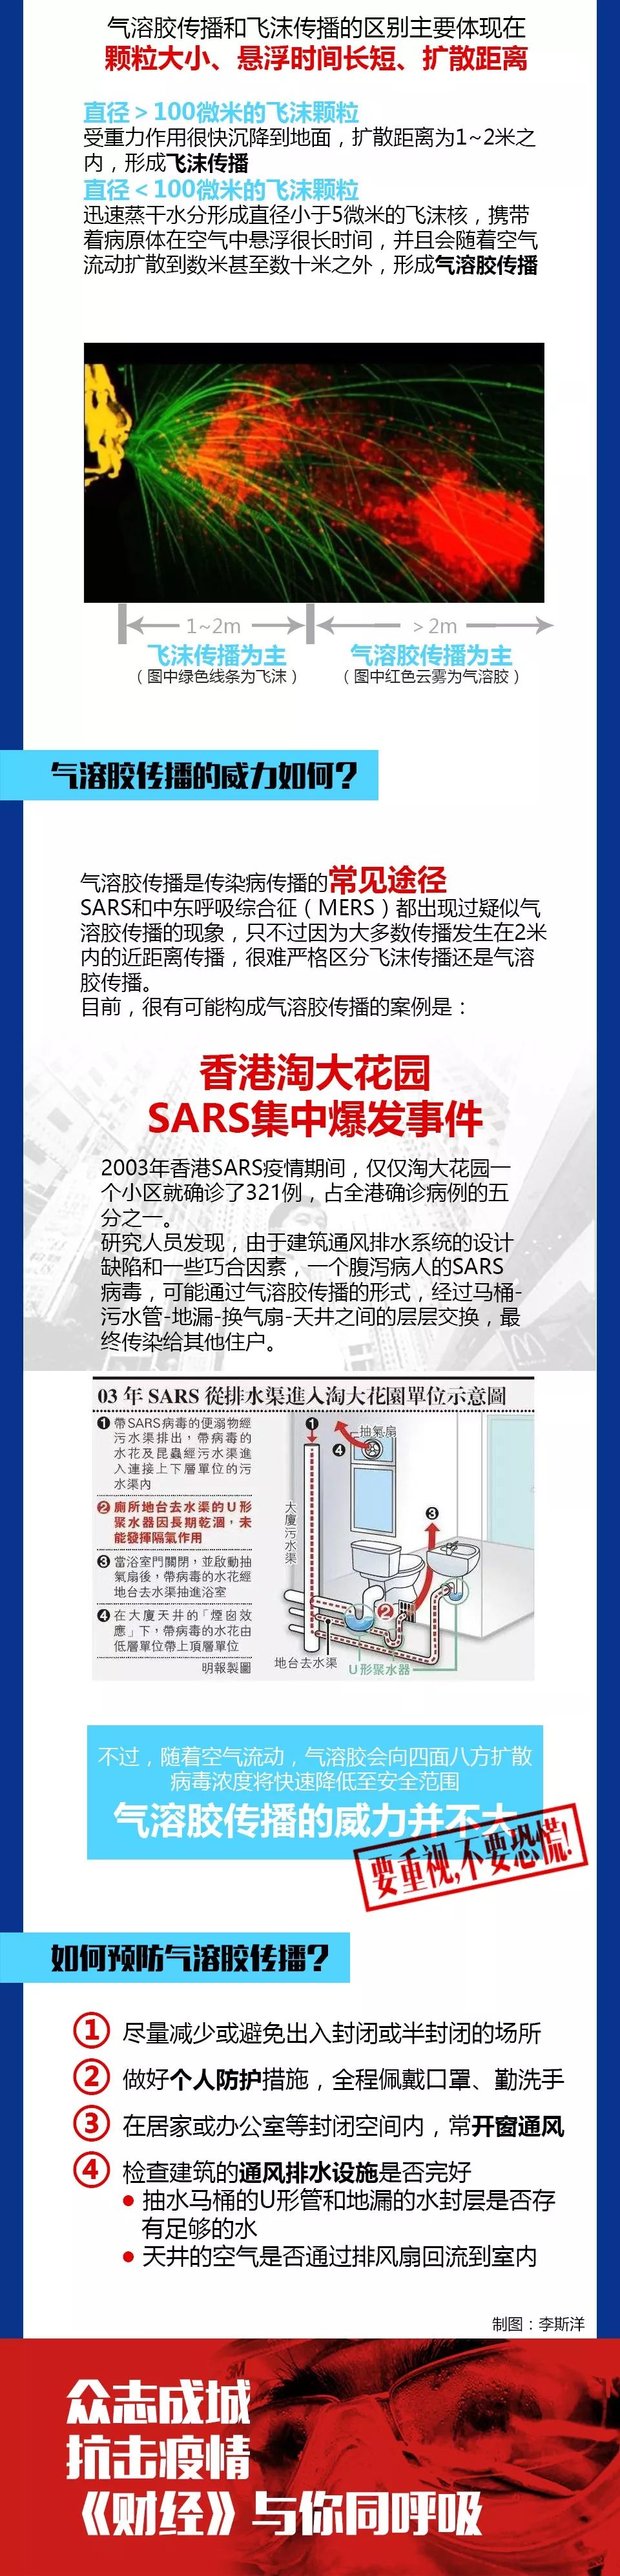 气溶胶传播和飞沫传播的区别主要体现在
颗粒大小、悬浮时间长短、扩散距离
直径＞100微米的飞沫颗粒
受重力作用很快沉降到地面，扩散距离为1~2米之
内，形成飞沫传播
直径＜100微米的飞沫颗粒
迅速蒸干水分形成直径小于5微米的飞沫核，携带
着病原体在空气中悬浮很长时间，并且会随着空气
流动扩散到数米甚至数十米之外，形成气溶胶传播
1~2m
＞2m
飞沫传播为主
气溶胶传播为主
（图中绿色线条为飞沫）
（图中红色云雾为气溶胶）
气溶胶传播的威力如何？
气溶胶传播是传染病传播的常见途径
SARS和中东呼吸综合征（MERS）都出现过疑似气
溶胶传播的现象，只不过因为大多数传播发生在2米
内的近距离传播，很难严格区分飞沫传播还是气溶
胶传播。
目前，很有可能构成气溶胶传播的案例是：
香港淘大花园
SARS集中爆发事件
2003年香港SARS疫情期间，仅仅淘大花园一
个小区就确诊了321例，占全港确诊病例的五
分之一。
研究人员发现，由于建筑通风排水系统的设计
缺陷和一些巧合因素，一个腹泻病人的SARS
病毒，可能通过气溶胶传播的形式，经过马桶-
污水管-地漏-换气扇-天井之间的层层交换，最
终传染给其他住户。
03年SARS從排水渠進入淘大花園單位示意圖
❶帶SARS病毒的便溺物經
污水渠排出，帶病毒的
水花及昆蟲經污水渠進
入連接上下層單位的污
水渠內
❷廁所地台去水渠的U形
聚水器因長期乾涸，未
能發揮隔氣作用
❸當浴室門關閉，並啟動抽
氣扇後，帶病毒的水花經
地台去水渠抽進浴室
❹在大廈天井的「煙囪效
應」下，帶病毒的水花由
低層單位帶上頂層單位
明報製圖
❶
抽氣扇
❹
大廈污水渠
❸
❷
地台去水渠
U形聚水器
不过，随着空气流动，气溶胶会向四面八方扩散
病毒浓度将快速降低至安全范围
气溶胶传播的威力并不大
要重视,不要恐慌!
如何预防气溶胶传播？
① 尽量减少或避免出入封闭或半封闭的场所
② 做好个人防护措施，全程佩戴口罩、勤洗手
③ 在居家或办公室等封闭空间内，常开窗通风
④ 检查建筑的通风排水设施是否完好
● 抽水马桶的U形管和地漏的水封层是否存
有足够的水
● 天井的空气是否通过排风扇回流到室内
制图：李斯洋
众志成城
抗击疫情
《财经》与你同呼吸